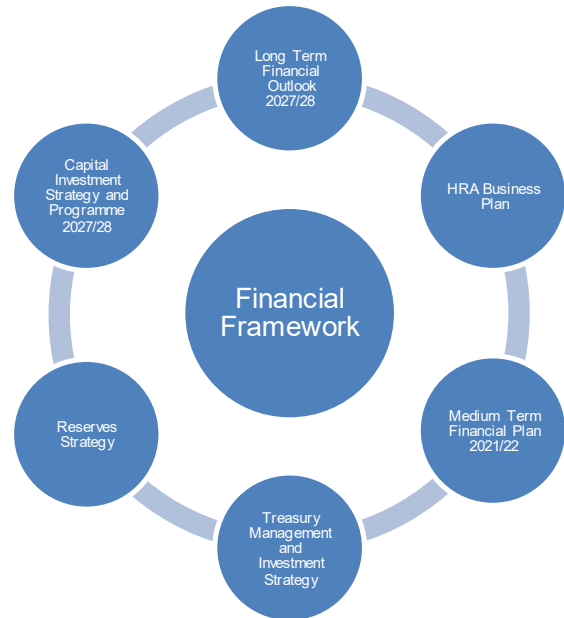 Long Term
Financial
Outlook
2027/28
HRA Business
Plan
Medium Term
Financial Plan
2021/22
Treasury
Management
and
Investment
Strategy
Reserves
Strategy
Capital
Investment
Strategy and
Programme
2027/28
Financial
Framework